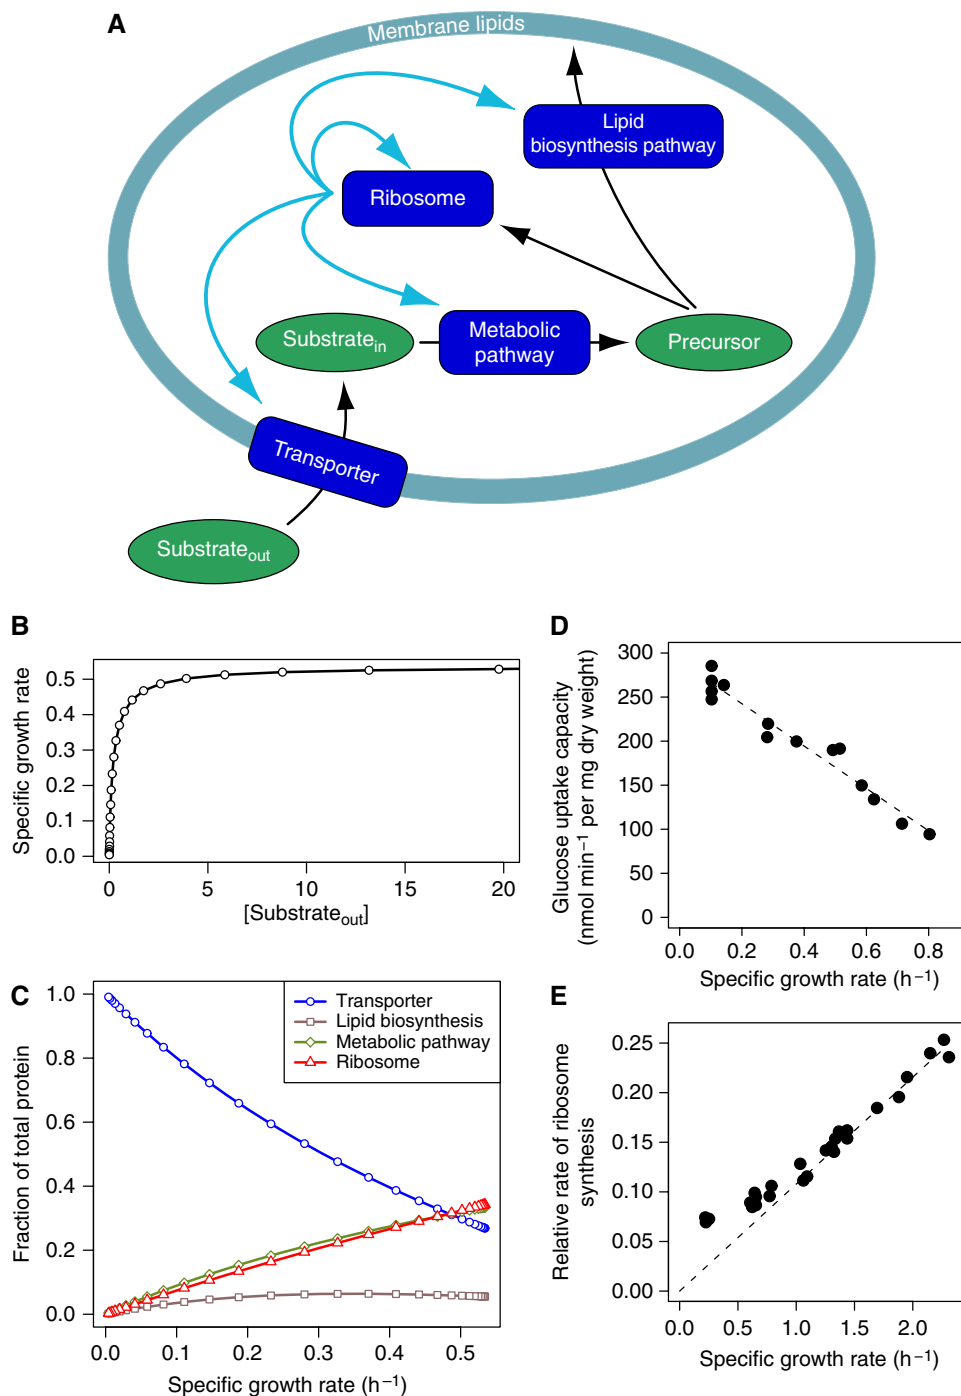 A
Membrane lipids
Lipid
biosynthesis pathway
Ribosome
Substrate_in
Metabolic
pathway
Precursor
Transporter
Substrate_out
B
Specific growth rate
0.5
0.4
0.3
0.2
0.1
0.0
0
5
10
15
20
[Substrate_out]
C
Fraction of total protein
1.0
0.8
0.6
0.4
0.2
0.0
Transporter
Lipid biosynthesis
Metabolic pathway
Ribosome
0.0
0.1
0.2
0.3
0.4
0.5
Specific growth rate (h⁻¹)
D
Glucose uptake capacity
(nmol min⁻¹ per mg dry weight)
300
250
200
150
100
50
0
0.0
0.2
0.4
0.6
0.8
Specific growth rate (h⁻¹)
E
Relative rate of ribosome
synthesis
0.25
0.20
0.15
0.10
0.05
0.00
0.0
0.5
1.0
1.5
2.0
Specific growth rate (h⁻¹)